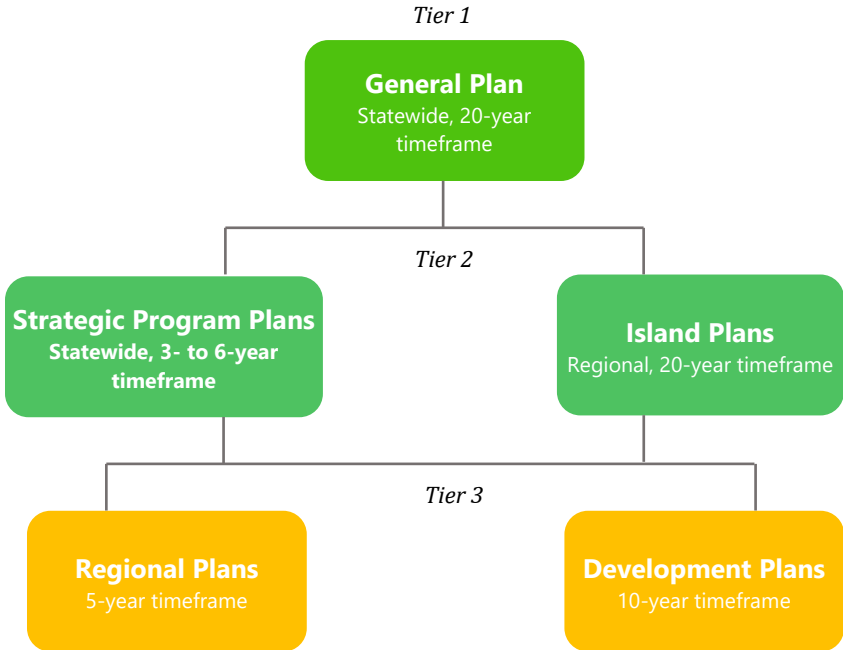 Tier 1
General Plan
Statewide, 20-year
timeframe
Tier 2
Strategic Program Plans
Statewide, 3- to 6-year
timeframe
Island Plans
Regional, 20-year timeframe
Tier 3
Regional Plans
5-year timeframe
Development Plans
10-year timeframe